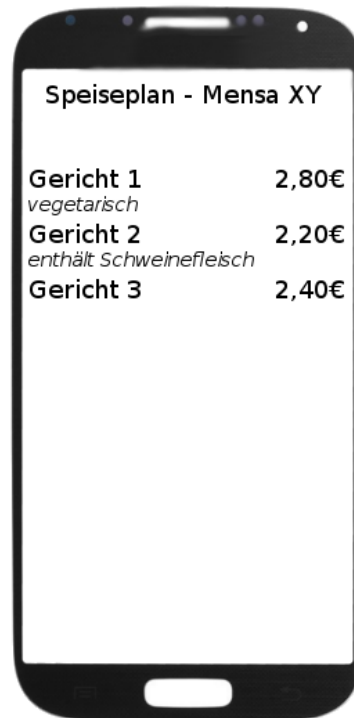 Speiseplan - Mensa XY
Gericht 1 2,80€
vegetarisch
Gericht 2 2,20€
enthält Schweinefleisch
Gericht 3 2,40€